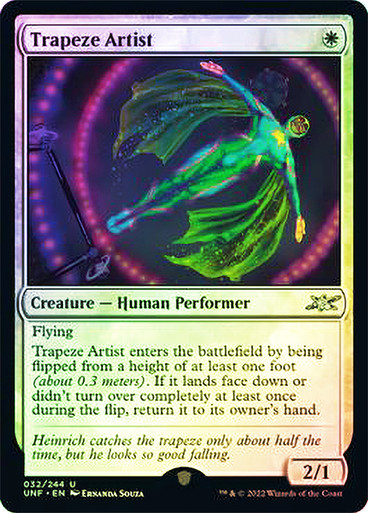 Trapeze Artist
Creature — Human Performer
Flying
Trapeze Artist enters the battlefield by being
flipped from a height of at least one foot
(about 0.3 meters). If it lands face down or
didn't turn over completely at least once
during the flip, return it to its owner's hand.
Heinrich catches the trapeze only about half the
time, but he looks so good falling.
2/1
032/244 U
UNF • EN Ernanda Souza
™ & © 2022 Wizards of the Coast